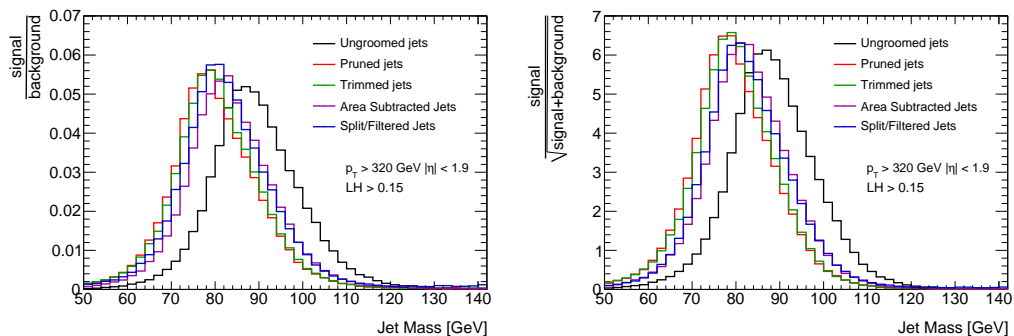 signal
background
0.07
0.06
0.05
0.04
0.03
0.02
0.01
0
50 60 70 80 90 100 110 120 130 140
Jet Mass [GeV]
Ungroomed jets
Pruned jets
Trimmed jets
Area Subtracted Jets
Split/Filtered Jets
p_T > 320 GeV |η| < 1.9
LH > 0.15
signal
√signal+background
7
6
5
4
3
2
1
0
50 60 70 80 90 100 110 120 130 140
Jet Mass [GeV]
Ungroomed jets
Pruned jets
Trimmed jets
Area Subtracted Jets
Split/Filtered Jets
p_T > 320 GeV |η| < 1.9
LH > 0.15